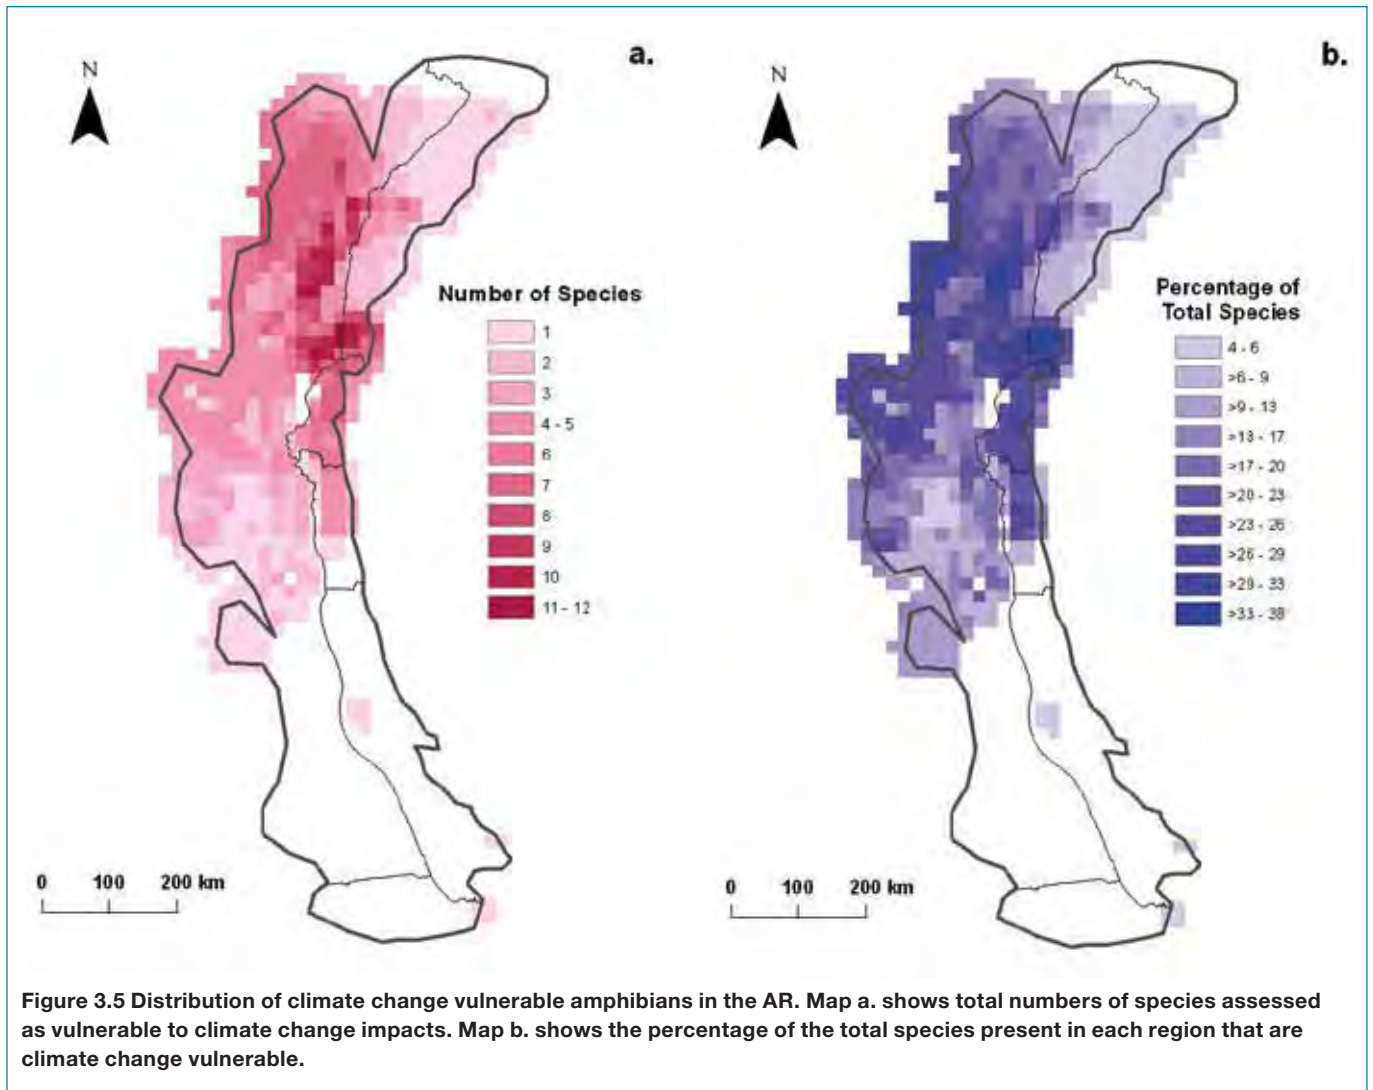 a.
N
Number of Species
1
2
3
4 - 5
6
7
8
9
10
11 - 12
0 100 200 km
b.
N
Percentage of
Total Species
4 - 6
>6 - 9
>9 - 13
>13 - 17
>17 - 20
>20 - 23
>23 - 26
>26 - 29
>29 - 33
>33 - 38
0 100 200 km
Figure 3.5 Distribution of climate change vulnerable amphibians in the AR. Map a. shows total numbers of species assessed
as vulnerable to climate change impacts. Map b. shows the percentage of the total species present in each region that are
climate change vulnerable.